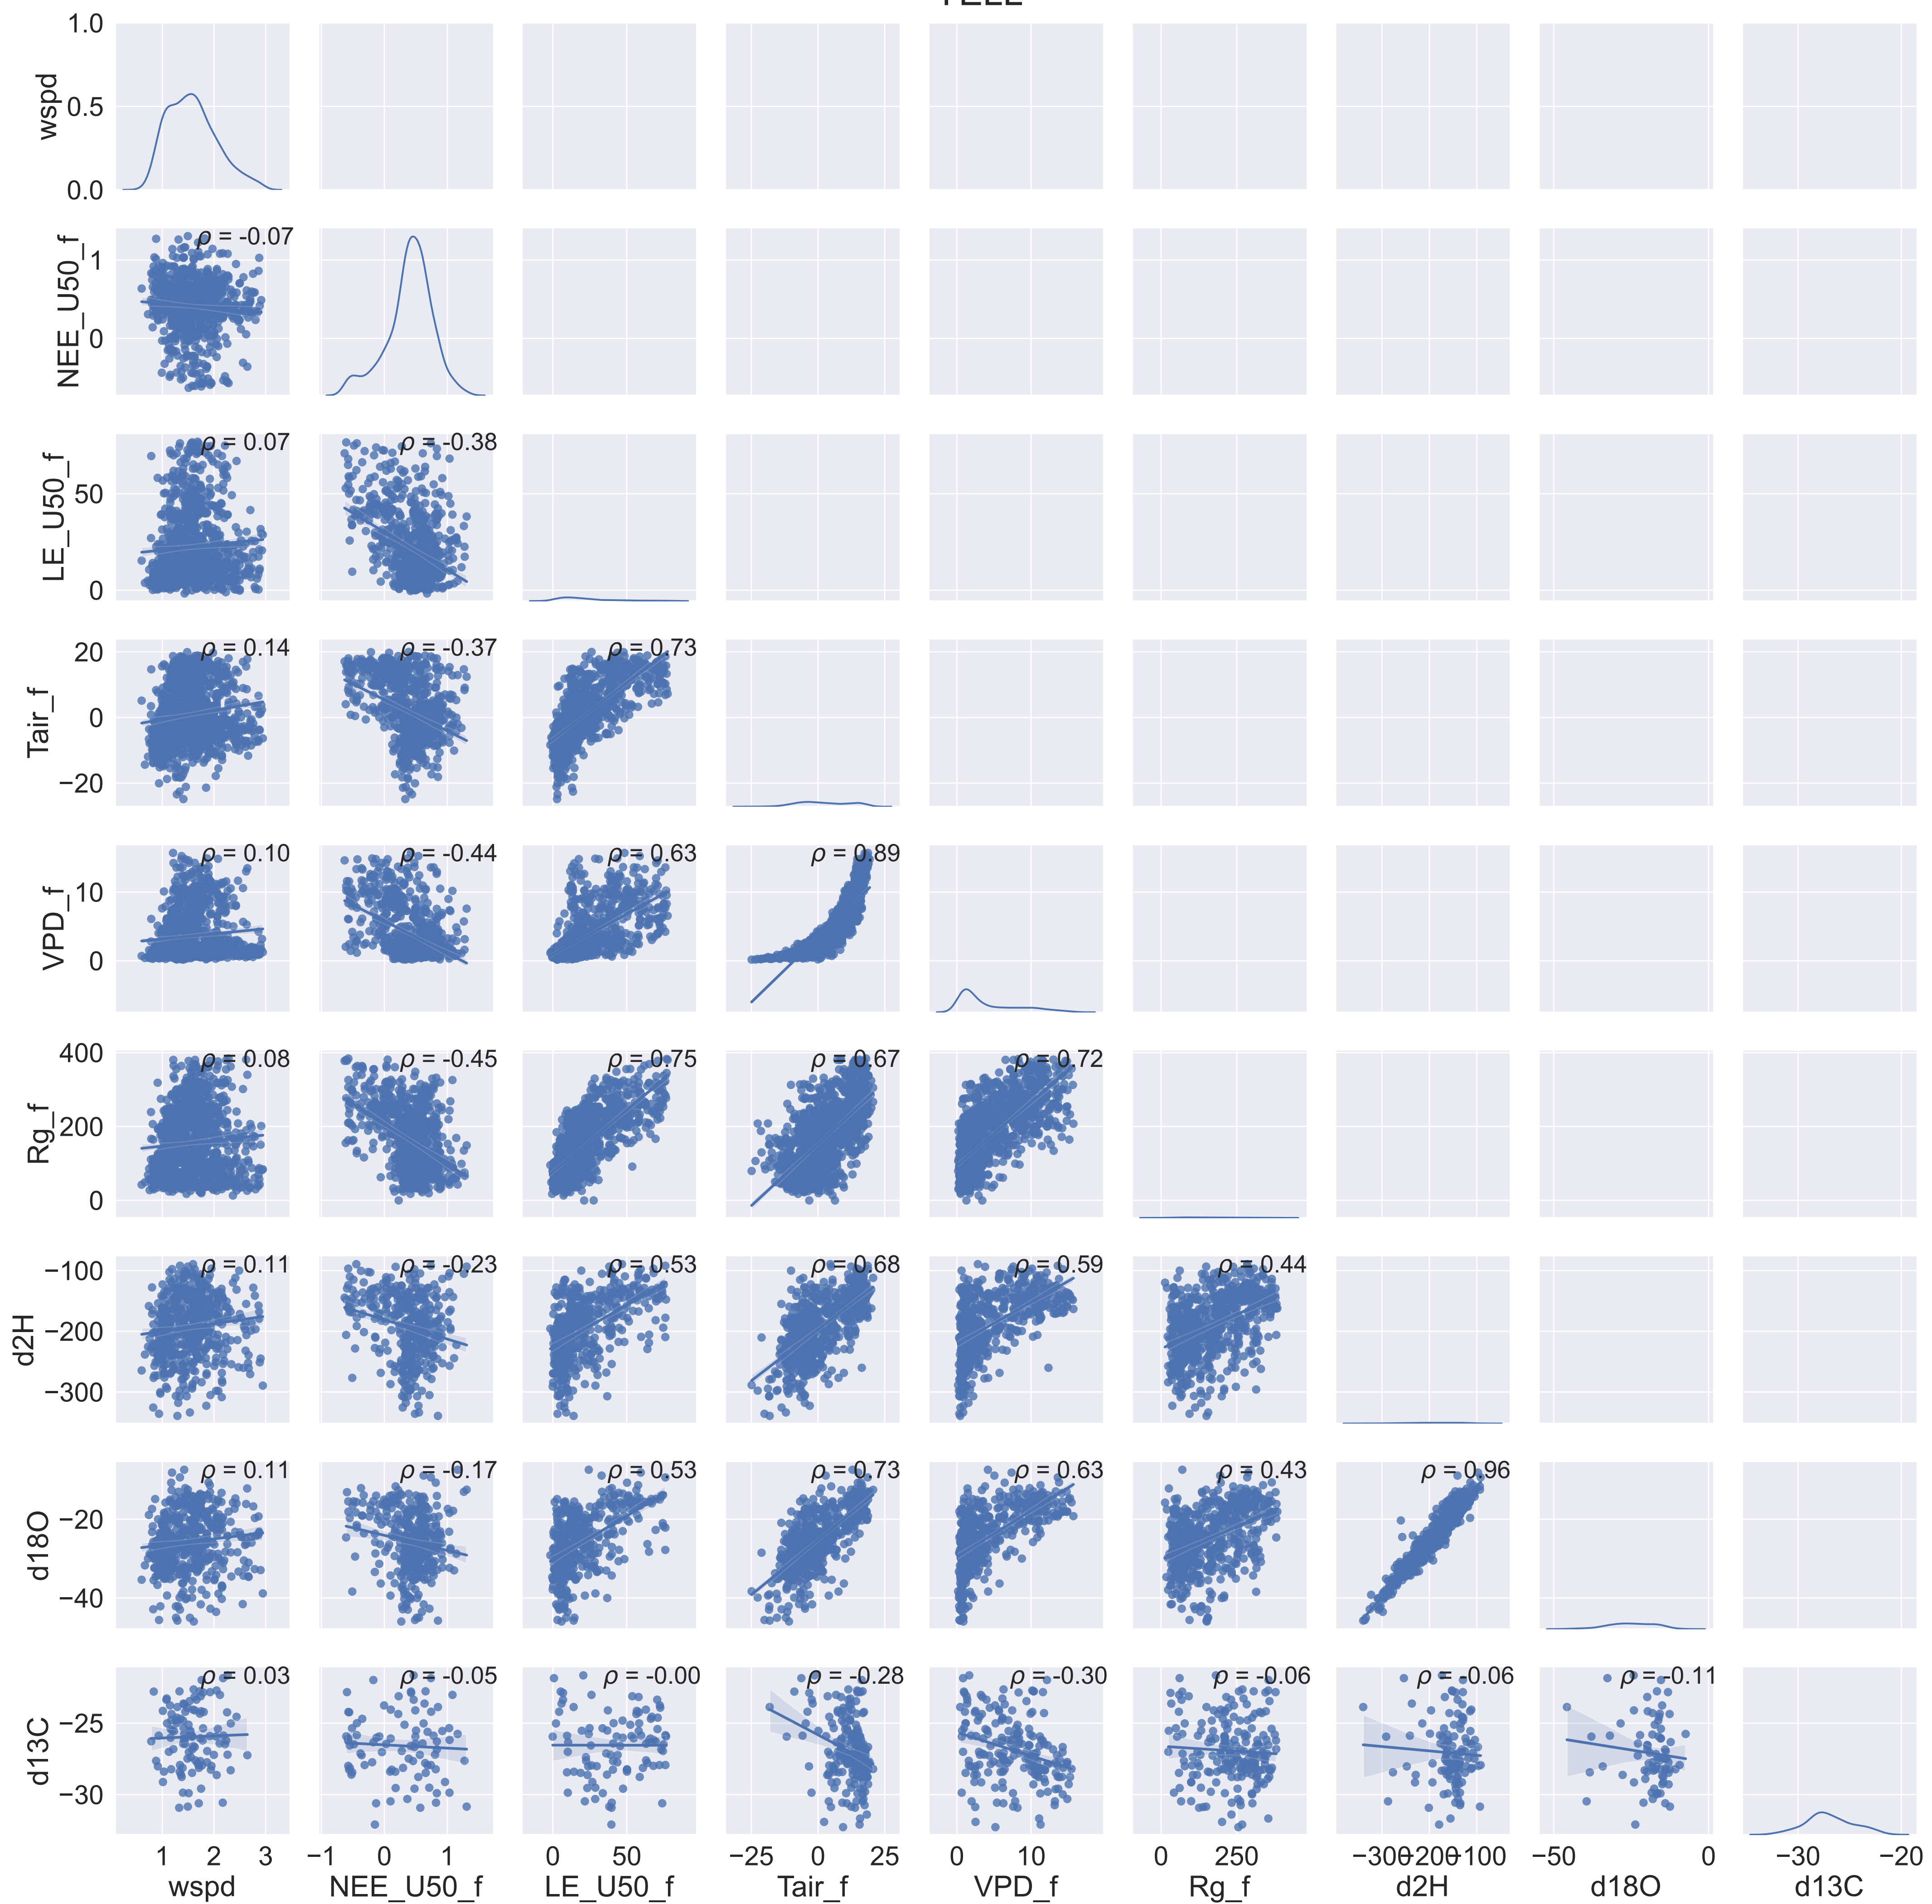 1.0
0.5
0.0
wspd
ρ = -0.07
1
0
NEE_U50_f
ρ = 0.07 ρ = -0.38
50
0
LE_U50_f
ρ = 0.14 ρ = -0.37 ρ = 0.73
20
0
−20
Tair_f
ρ = 0.10 ρ = -0.44 ρ = 0.63 ρ = 0.89
10
0
VPD_f
ρ = 0.08 ρ = -0.45 ρ = 0.75 ρ = 0.67 ρ = 0.72
400
200
0
Rg_f
ρ = 0.11 ρ = -0.23 ρ = 0.53 ρ = 0.68 ρ = 0.59 ρ = 0.44
−100
−200
−300
d2H
ρ = 0.11 ρ = -0.17 ρ = 0.53 ρ = 0.73 ρ = 0.63 ρ = 0.43 ρ = 0.96
−20
−40
d18O
ρ = 0.03 ρ = -0.05 ρ = -0.00 ρ = -0.28 ρ = -0.30 ρ = -0.06 ρ = -0.06 ρ = -0.11
−25
−30
d13C
1 2 3 −1 0 1 0 50 −25 0 25 0 10 0 250 −300 −200 −100 −50 0 −30 −20
wspd NEE_U50_f LE_U50_f Tair_f VPD_f Rg_f d2H d18O d13C